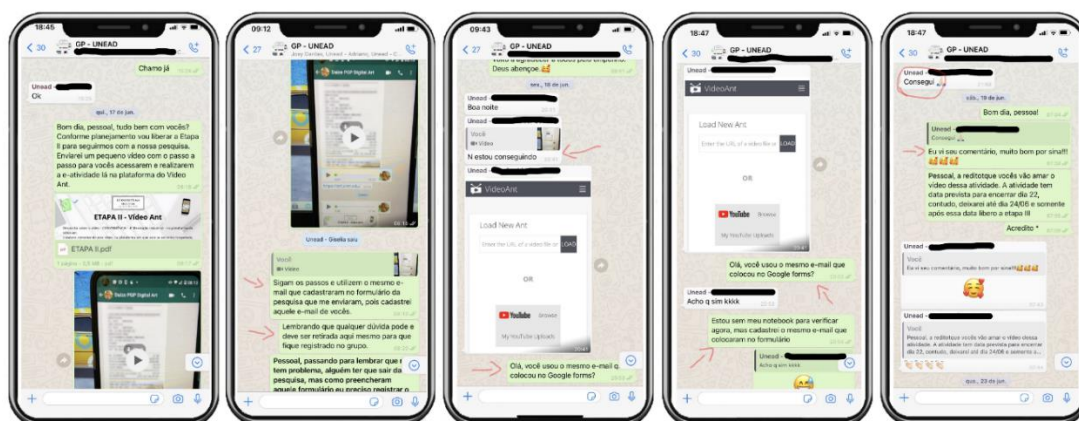 18:45
30
GP - UNEAD
Chamo já
Unead -
Ok
qui., 17 de jun.
Bom dia, pessoal, tudo bem com vocês?
Conforme planejamento vou liberar a Etapa
II para seguirmos com a nossa pesquisa.
Enviarei um pequeno vídeo com o passo a
passo para vocês acessarem e realizarem
a e-atividade lá na plataforma do Vídeo
Ant.
ETAPA II - Vídeo Ant
ETAPA II.pdf
09:12
27
GP - UNEAD
Unead - Giselia saiu
Você
Vídeo
Sigam os passos e utilizem o mesmo e-
mail que cadastraram no formulário da
pesquisa que me enviaram, pois cadastrei
aquele e-mail de vocês.
Lembrando que qualquer dúvida pode e
deve ser retirada aqui mesmo para que
fique registrado no grupo.
Pessoal, passando para lembrar que
tem problema, alguém ter que sair da
pesquisa, mas como preencheram
aquele formulário eu preciso registrar o
09:43
27
GP - UNEAD
Deus abençoe.
sex., 18 de jun.
Unead -
Boa noite
Unead -
Você
Vídeo
N estou conseguindo
Unead -
VideoAnt
Load New Ant
Enter the URL of a video file or
LOAD
OR
YouTube Browse
My YouTube Uploads
Olá, você usou o mesmo e-mail q
colocou no Google forms?
18:47
30
GP - UNEAD
Unead -
VideoAnt
Load New Ant
Enter the URL of a video file or
LOAD
OR
YouTube Browse
My YouTube Uploads
Olá, você usou o mesmo e-mail que
colocou no Google forms?
Unead -
Acho q sim kkkk
Estou sem meu notebook para verificar
agora, mas cadastrei o mesmo e-mail que
colocaram no formulário
Unead -
Acho q sim kkkk
18:47
30
GP - UNEAD
Unead -
Consegui
sáb., 19 de jun.
Bom dia, pessoal
Unead -
Consegui
Eu vi seu comentário, muito bom por sinal!!!
Pessoal, a reditotque vocês vão amar o
vídeo dessa atividade. A atividade tem
data prevista para encerrar dia 22,
contudo, deixarei até dia 24/06 e somente
após essa data libero a etapa III
Acredito *
Unead -
Você
Eu vi seu comentário, muito bom por sinal!!!
Unead -
Você
Pessoal, a reditotque vocês vão amar o vídeo dessa
atividade. A atividade tem data prevista para encerrar
dia 22, contudo, deixarei até dia 24/06 e somente a...
qua., 23 de jun.